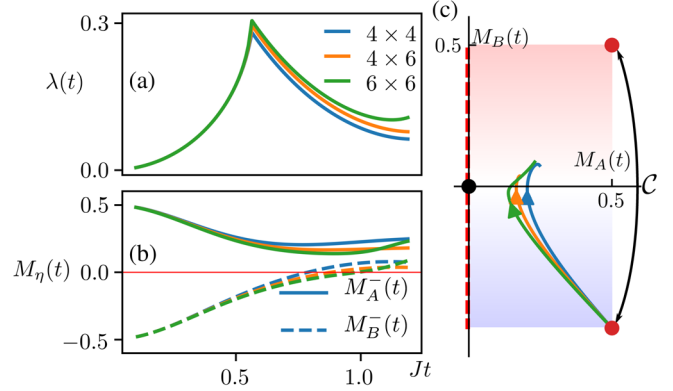 (c)
0.3
4 × 4
4 × 6
6 × 6
λ(t)
(a)
0.0
0.5
(b)
M_η(t)
0.0
M_A^−(t)
M_B^−(t)
−0.5
0.5
1.0
Jt
M_B(t)
0.5
M_A(t)
0.5
𝒞